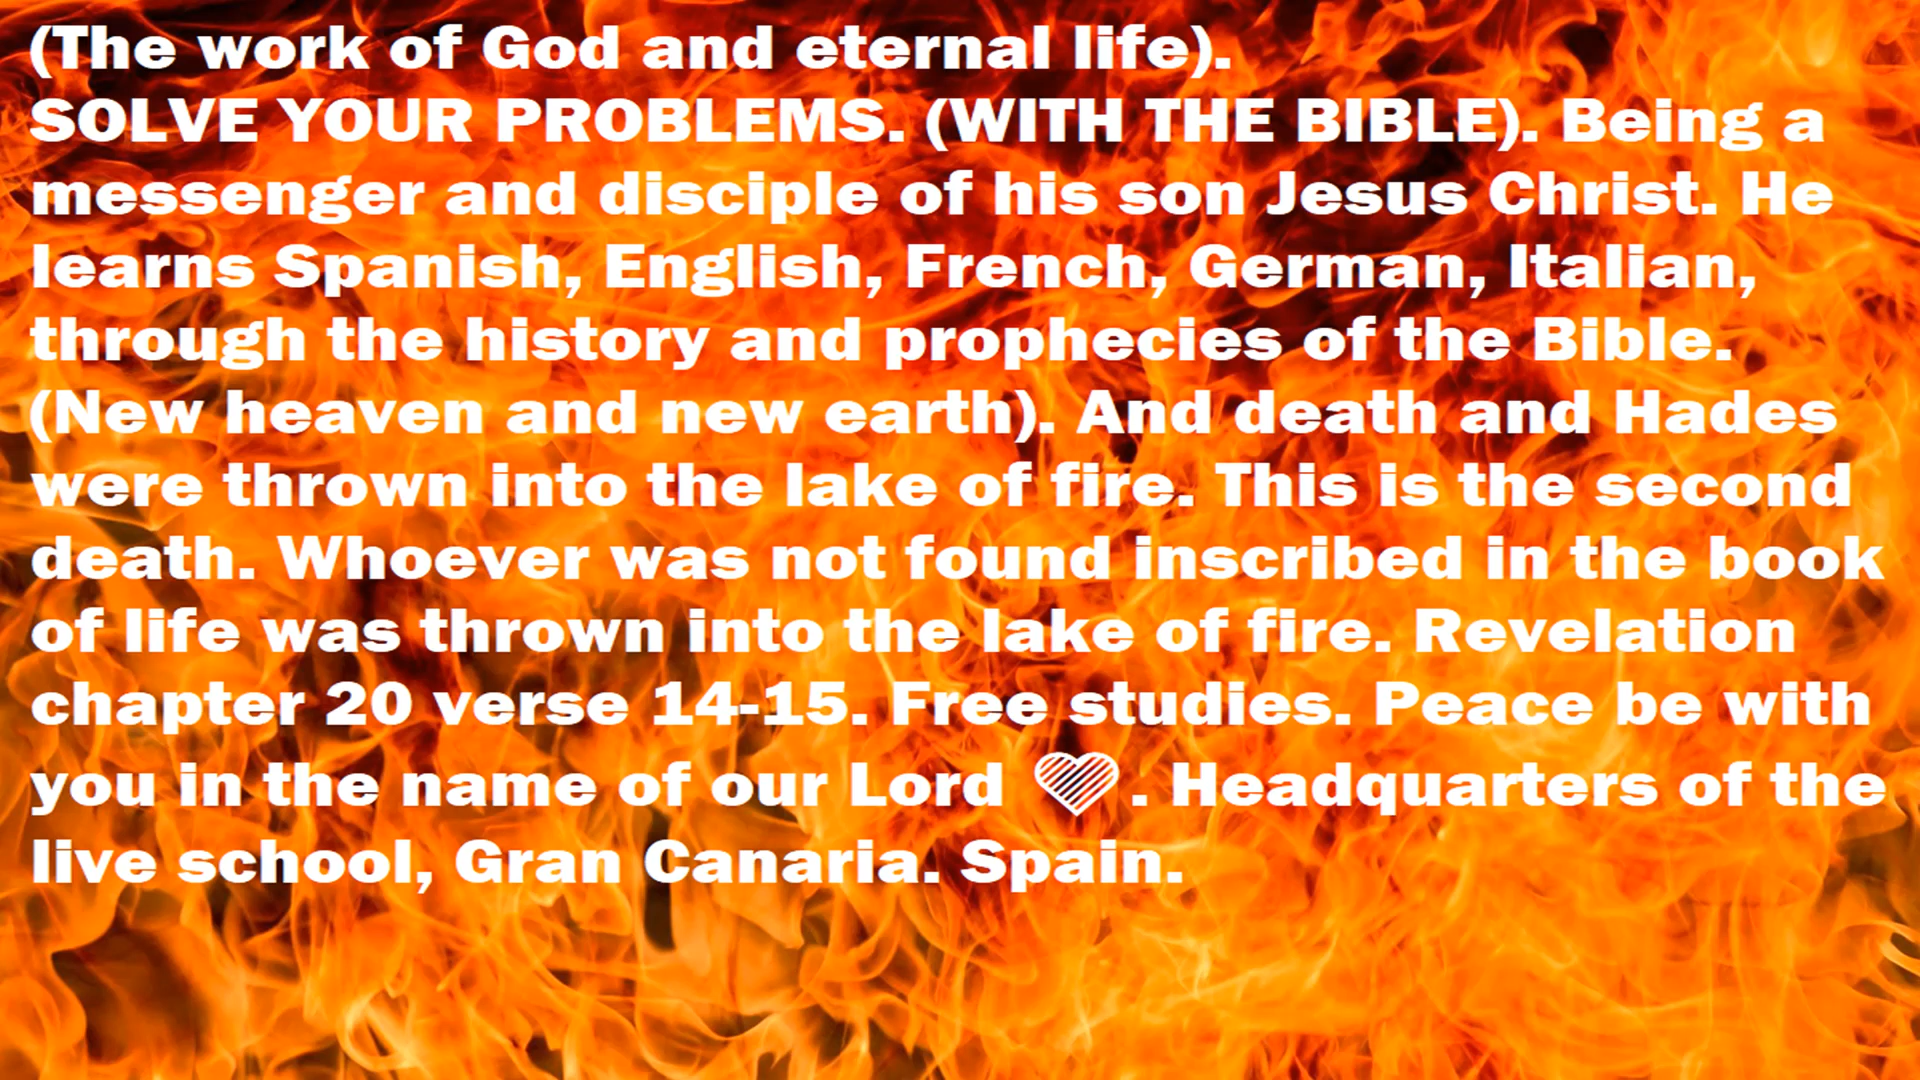 (The work of God and eternal life).
SOLVE YOUR PROBLEMS. (WITH THE BIBLE). Being a
messenger and disciple of his son Jesus Christ. He
learns Spanish, English, French, German, Italian,
through the history and prophecies of the Bible.
(New heaven and new earth). And death and Hades
were thrown into the lake of fire. This is the second
death. Whoever was not found inscribed in the book
of life was thrown into the lake of fire. Revelation
chapter 20 verse 14-15. Free studies. Peace be with
you in the name of our Lord . Headquarters of the
live school, Gran Canaria. Spain.